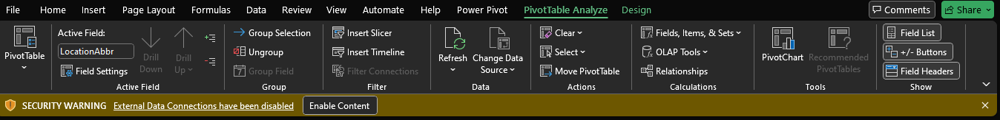 File Home Insert Page Layout Formulas Data Review View Automate Help Power Pivot PivotTable Analyze Design Comments Share
PivotTable
Active Field:
LocationAbbr
Field Settings
Drill
Down
Drill
Up
Active Field
Group Selection
Ungroup
Group Field
Group
Insert Slicer
Insert Timeline
Filter Connections
Filter
Refresh
Change Data
Source
Data
Clear
Select
Move PivotTable
Actions
Fields, Items, & Sets
OLAP Tools
Relationships
Calculations
PivotChart
Recommended
PivotTables
Tools
Field List
+/- Buttons
Field Headers
Show
SECURITY WARNING External Data Connections have been disabled Enable Content